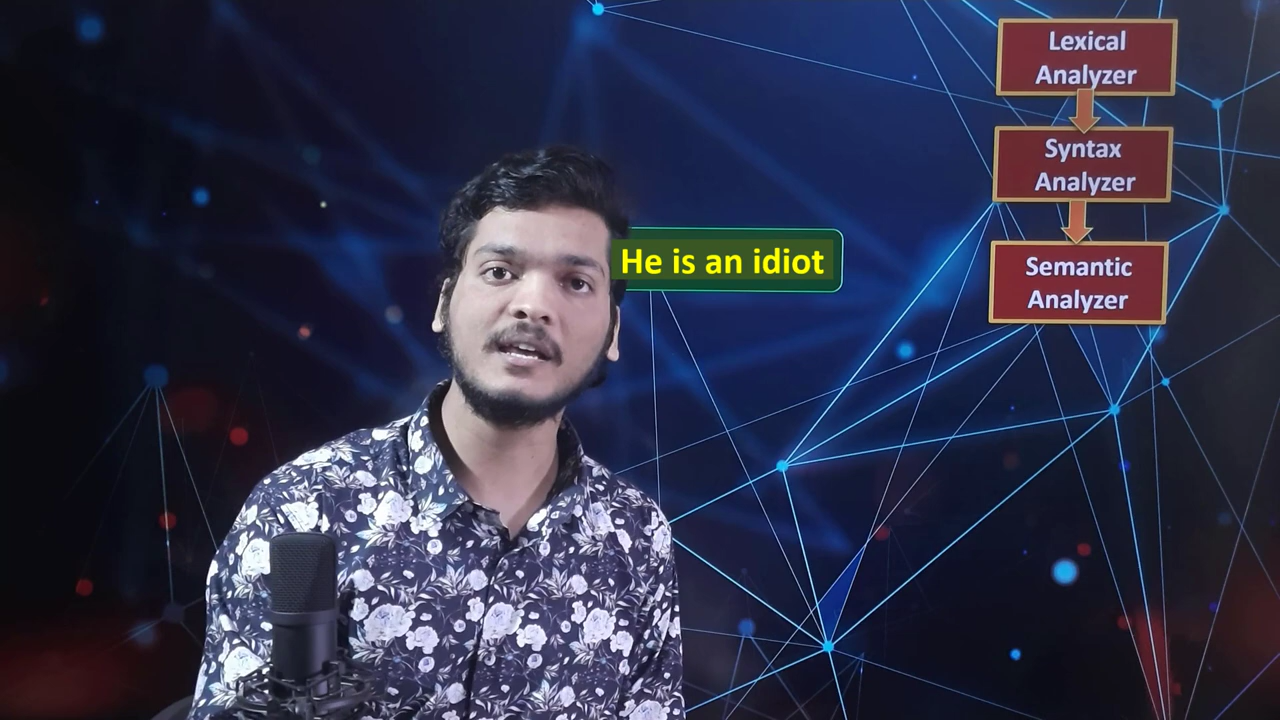 Lexical
Analyzer
Syntax
Analyzer
He is an idiot
Semantic
Analyzer